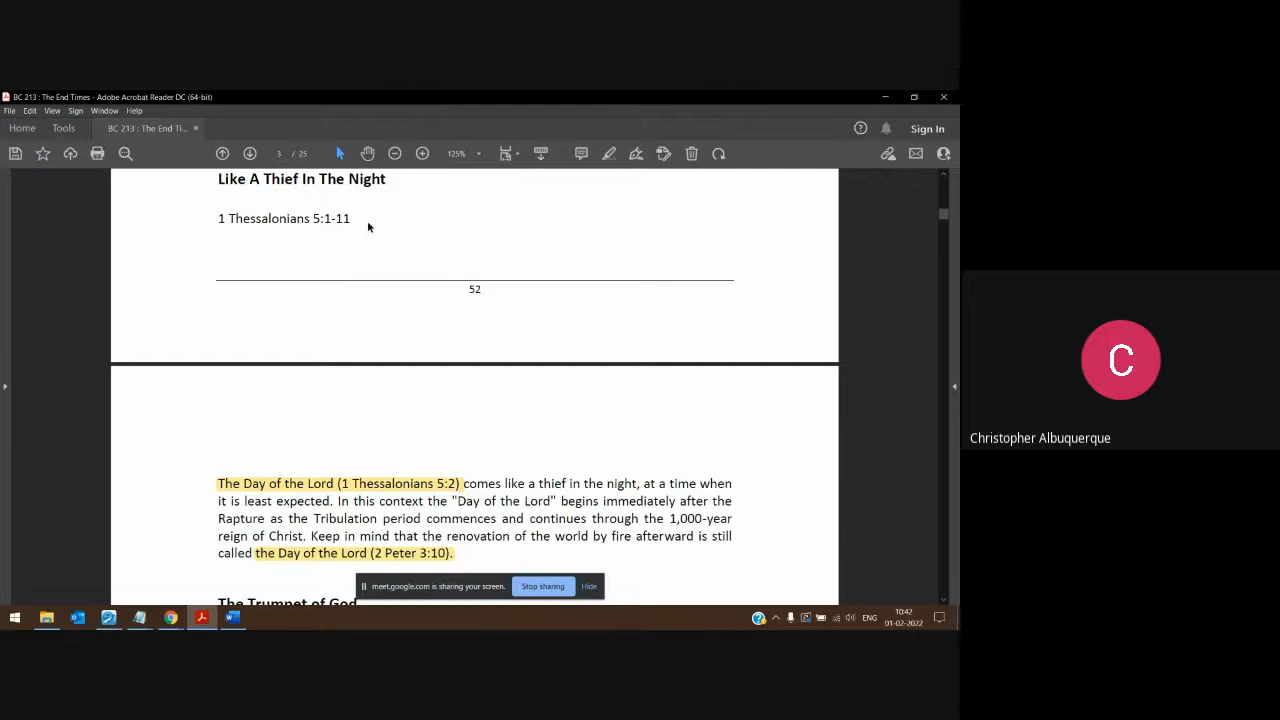 BC 213 : The End Times - Adobe Acrobat Reader DC (64-bit)
File Edit View Sign Window Help
Home Tools BC 213 : The End Ti... × Sign In
3 / 25 125%
Like A Thief In The Night
1 Thessalonians 5:1-11
52
The Day of the Lord (1 Thessalonians 5:2) comes like a thief in the night, at a time when
it is least expected. In this context the "Day of the Lord" begins immediately after the
Rapture as the Tribulation period commences and continues through the 1,000-year
reign of Christ. Keep in mind that the renovation of the world by fire afterward is still
called the Day of the Lord (2 Peter 3:10).
The Trumpet of God
meet.google.com is sharing your screen. Stop sharing Hide
ENG 10:42
01-02-2022
C
Christopher Albuquerque